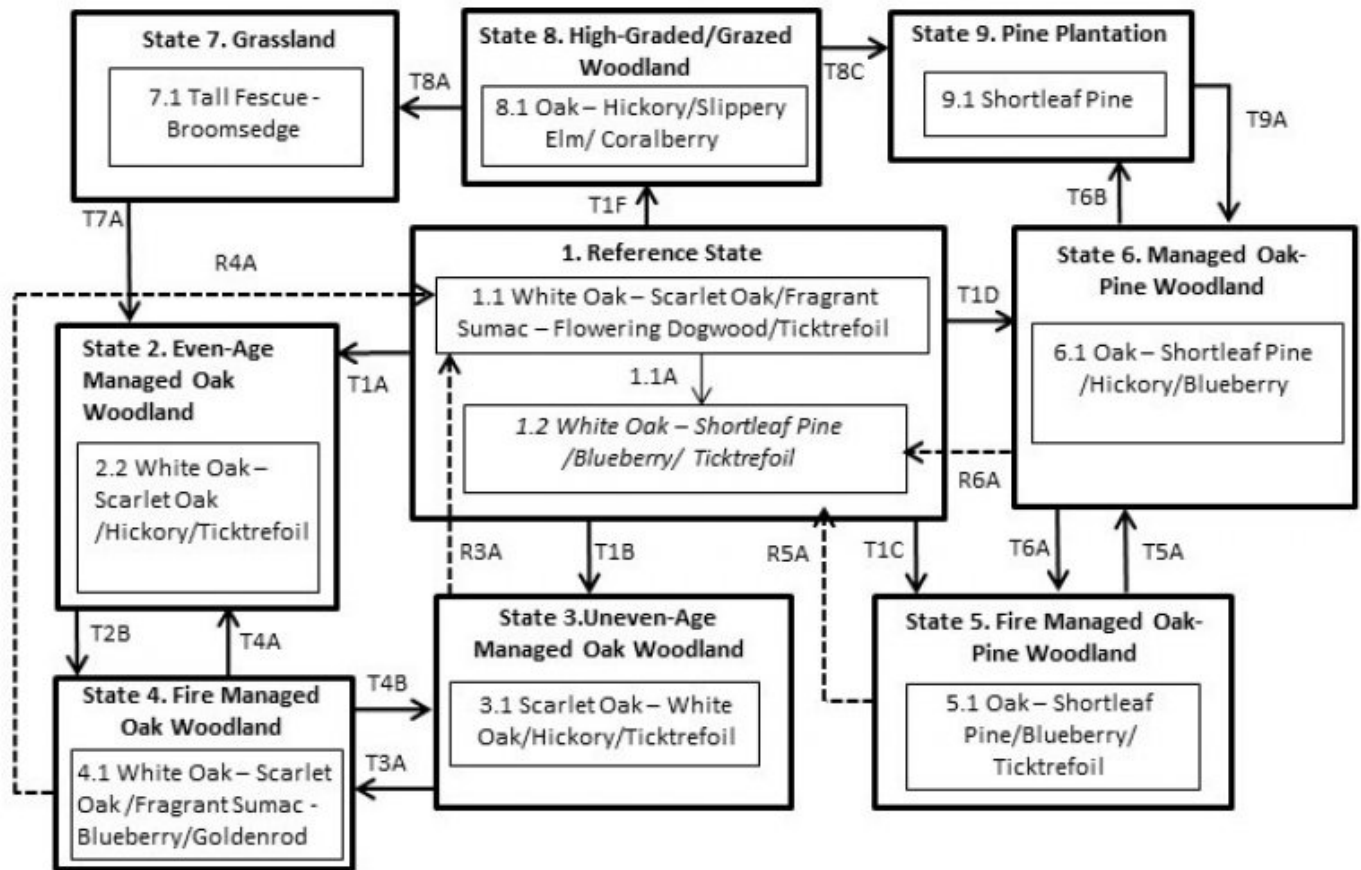 State 7. Grassland
7.1 Tall Fescue -
Broomsedge
T8A
State 8. High-Graded/Grazed
Woodland
8.1 Oak – Hickory/Slippery
Elm/ Coralberry
T8C
State 9. Pine Plantation
9.1 Shortleaf Pine
T9A
T7A
R4A
T1F
T6B
1. Reference State
1.1 White Oak – Scarlet Oak/Fragrant
Sumac – Flowering Dogwood/Ticktrefoil
1.1A
1.2 White Oak – Shortleaf Pine
/Blueberry/ Ticktrefoil
T1A
T1D
State 6. Managed Oak-
Pine Woodland
6.1 Oak – Shortleaf Pine
/Hickory/Blueberry
R6A
State 2. Even-Age
Managed Oak
Woodland
2.2 White Oak –
Scarlet Oak
/Hickory/Ticktrefoil
R3A
T1B
R5A
T1C
T6A
T5A
T2B
T4A
State 3.Uneven-Age
Managed Oak Woodland
3.1 Scarlet Oak – White
Oak/Hickory/Ticktrefoil
State 5. Fire Managed Oak-
Pine Woodland
5.1 Oak – Shortleaf
Pine/Blueberry/
Ticktrefoil
T4B
T3A
State 4. Fire Managed
Oak Woodland
4.1 White Oak – Scarlet
Oak /Fragrant Sumac -
Blueberry/Goldenrod